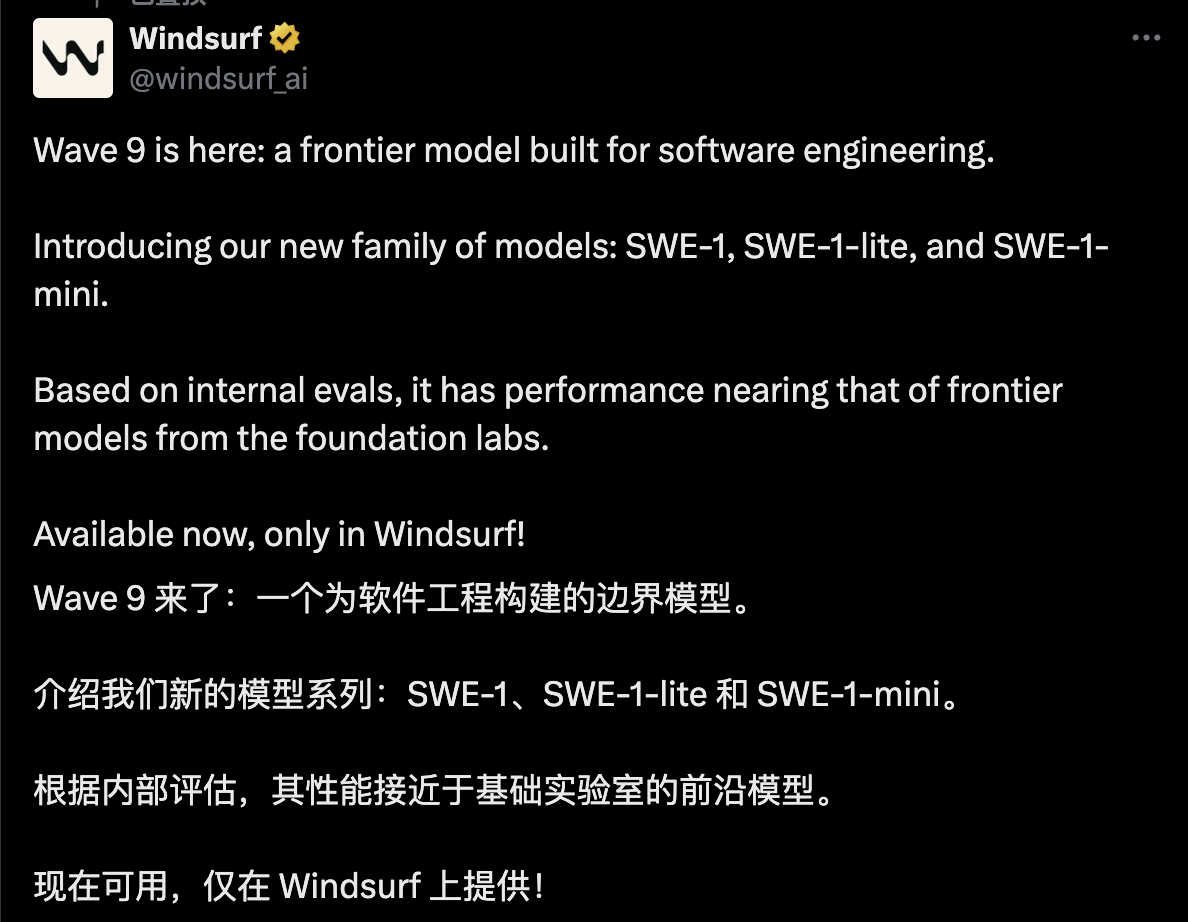 Windsurf
@windsurf_ai
Wave 9 is here: a frontier model built for software engineering.
Introducing our new family of models: SWE-1, SWE-1-lite, and SWE-1-
mini.
Based on internal evals, it has performance nearing that of frontier
models from the foundation labs.
Available now, only in Windsurf!
Wave 9 来了：一个为软件工程构建的边界模型。
介绍我们新的模型系列：SWE-1、SWE-1-lite 和 SWE-1-mini。
根据内部评估，其性能接近于基础实验室的前沿模型。
现在可用，仅在 Windsurf 上提供！